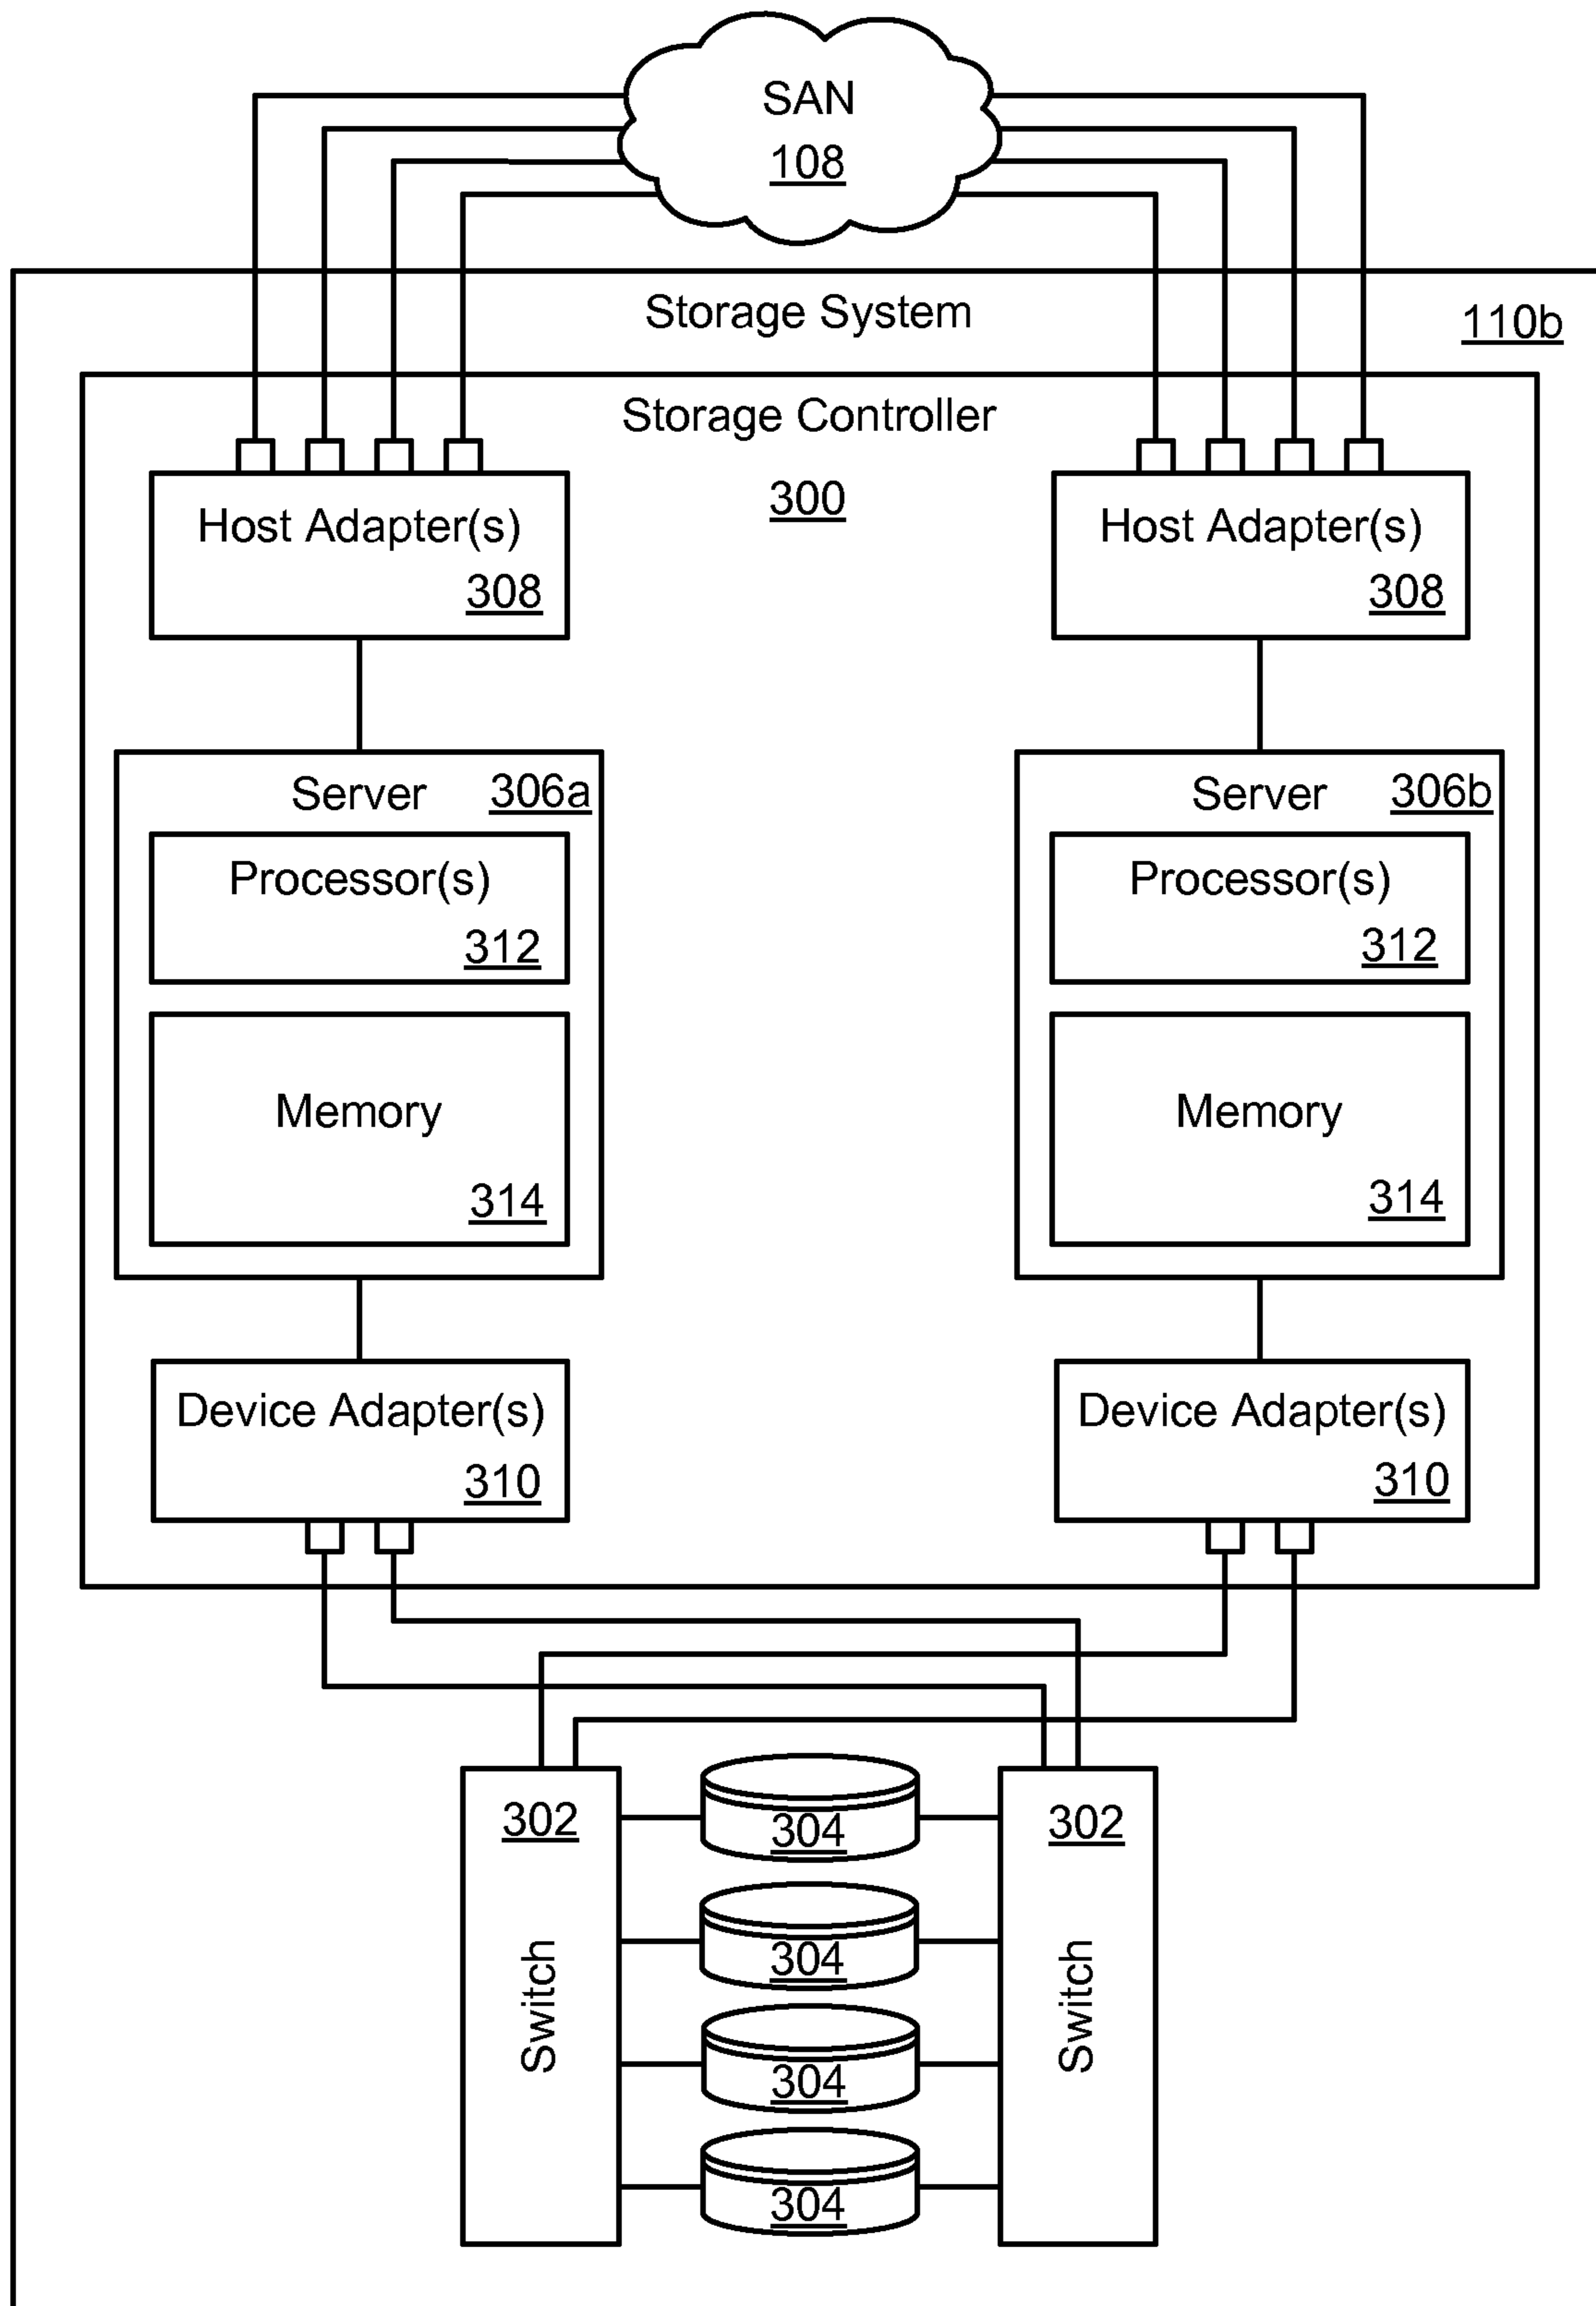 SAN
108
Storage System
110b
Storage Controller
300
Host Adapter(s)
308
Host Adapter(s)
308
Server
306a
Server
306b
Processor(s)
312
Processor(s)
312
Memory
314
Memory
314
Device Adapter(s)
310
Device Adapter(s)
310
302
Switch
304
304
304
304
302
Switch